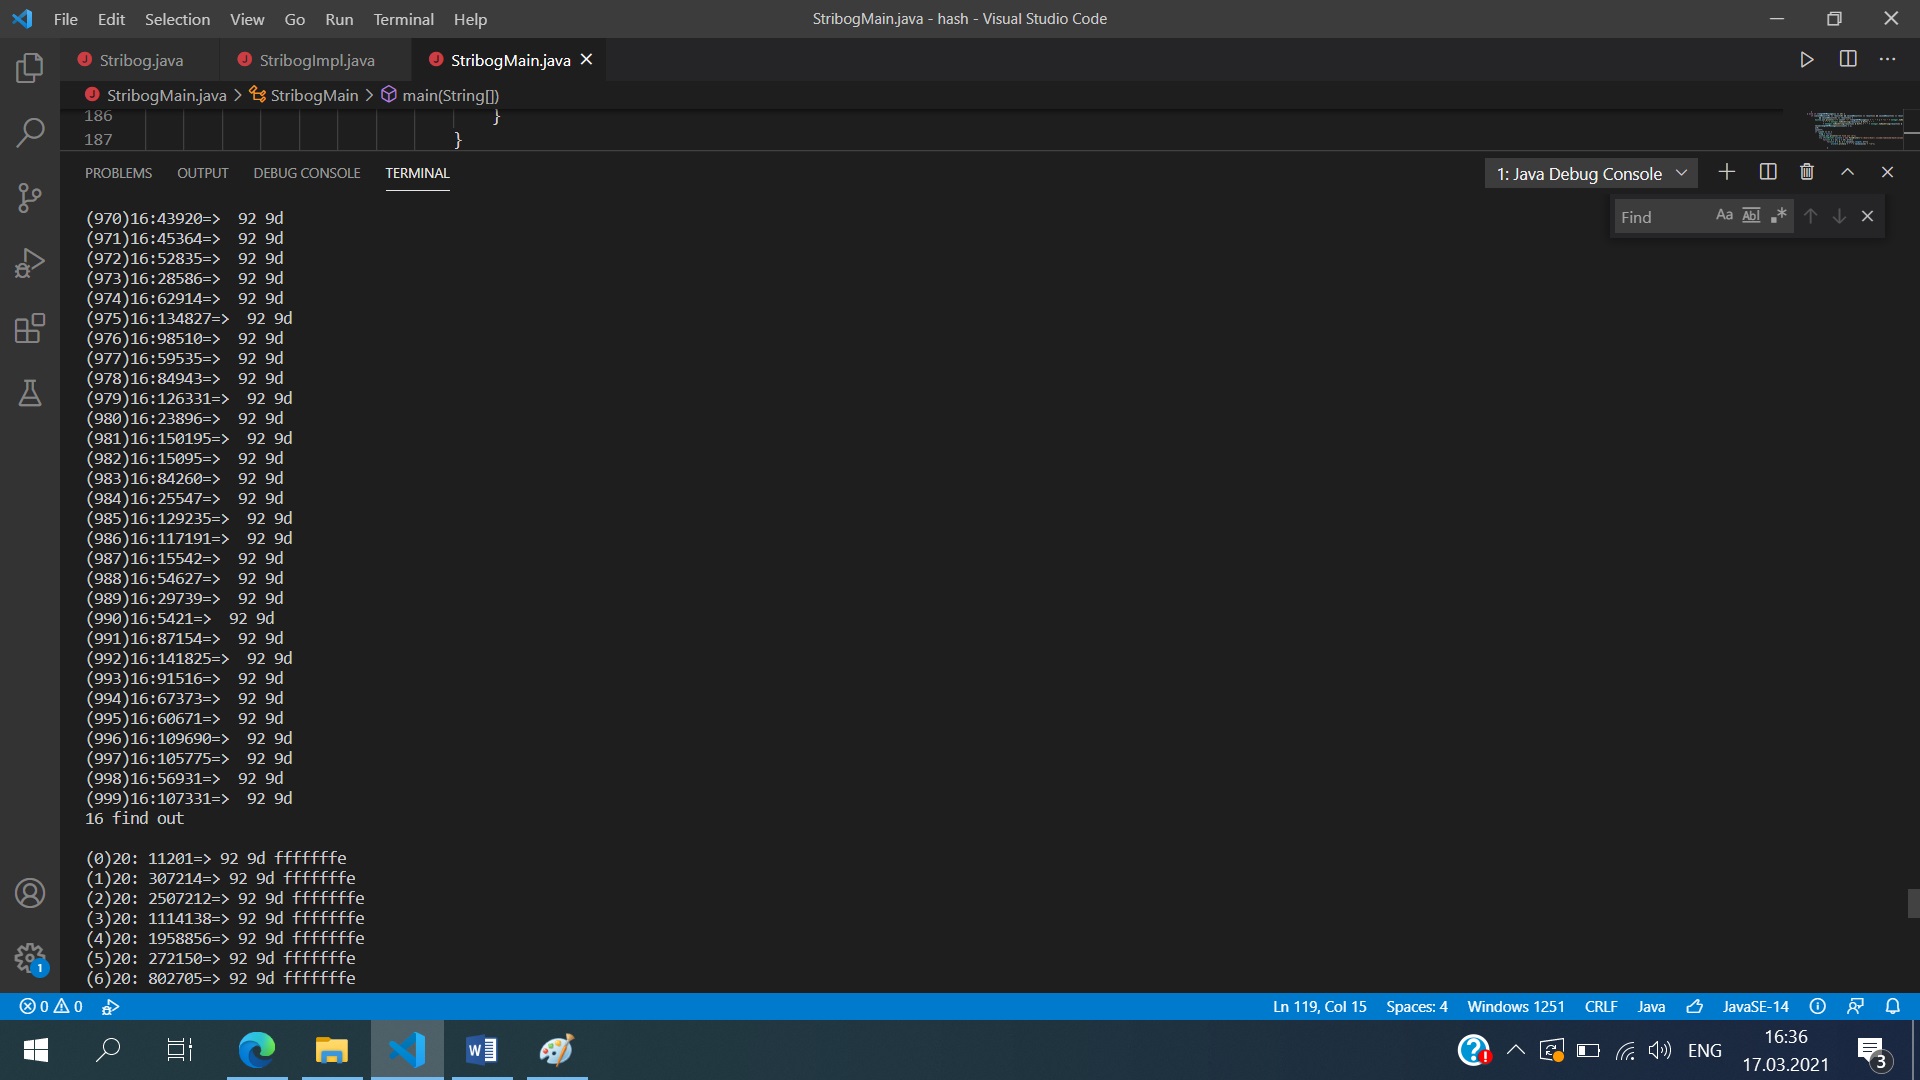 File Edit Selection View Go Run Terminal Help
StribogMain.java - hash - Visual Studio Code
Stribog.java StribogImpl.java StribogMain.java
StribogMain.java > StribogMain > main(String[])
186 }
187 }
PROBLEMS OUTPUT DEBUG CONSOLE TERMINAL
1: Java Debug Console
Find Aa Abl
(970)16:43920=>  92 9d
(971)16:45364=>  92 9d
(972)16:52835=>  92 9d
(973)16:28586=>  92 9d
(974)16:62914=>  92 9d
(975)16:134827=>  92 9d
(976)16:98510=>  92 9d
(977)16:59535=>  92 9d
(978)16:84943=>  92 9d
(979)16:126331=>  92 9d
(980)16:23896=>  92 9d
(981)16:150195=>  92 9d
(982)16:15095=>  92 9d
(983)16:84260=>  92 9d
(984)16:25547=>  92 9d
(985)16:129235=>  92 9d
(986)16:117191=>  92 9d
(987)16:15542=>  92 9d
(988)16:54627=>  92 9d
(989)16:29739=>  92 9d
(990)16:5421=>  92 9d
(991)16:87154=>  92 9d
(992)16:141825=>  92 9d
(993)16:91516=>  92 9d
(994)16:67373=>  92 9d
(995)16:60671=>  92 9d
(996)16:109690=>  92 9d
(997)16:105775=>  92 9d
(998)16:56931=>  92 9d
(999)16:107331=>  92 9d
16 find out
(0)20: 11201=> 92 9d fffffffe
(1)20: 307214=> 92 9d fffffffe
(2)20: 2507212=> 92 9d fffffffe
(3)20: 1114138=> 92 9d fffffffe
(4)20: 1958856=> 92 9d fffffffe
(5)20: 272150=> 92 9d fffffffe
(6)20: 802705=> 92 9d fffffffe
1
0 0
Ln 119, Col 15 Spaces: 4 Windows 1251 CRLF Java JavaSE-14
ENG
16:36
17.03.2021
3